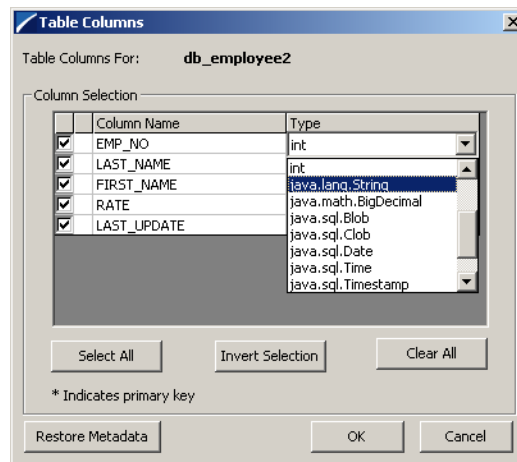 Table Columns
Table Columns For: db_employee2
Column Selection
Column Name Type
EMP_NO int
LAST_NAME int
FIRST_NAME java.lang.String
RATE java.math.BigDecimal
LAST_UPDATE java.sql.Blob
java.sql.Clob
java.sql.Date
java.sql.Time
java.sql.Timestamp
Select All Invert Selection Clear All
* Indicates primary key
Restore Metadata OK Cancel